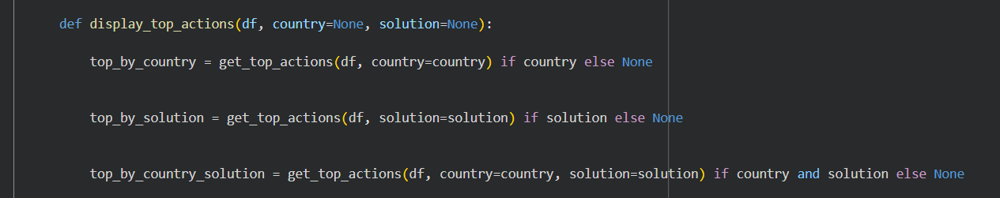 def display_top_actions(df, country=None, solution=None):
top_by_country = get_top_actions(df, country=country) if country else None
top_by_solution = get_top_actions(df, solution=solution) if solution else None
top_by_country_solution = get_top_actions(df, country=country, solution=solution) if country and solution else None